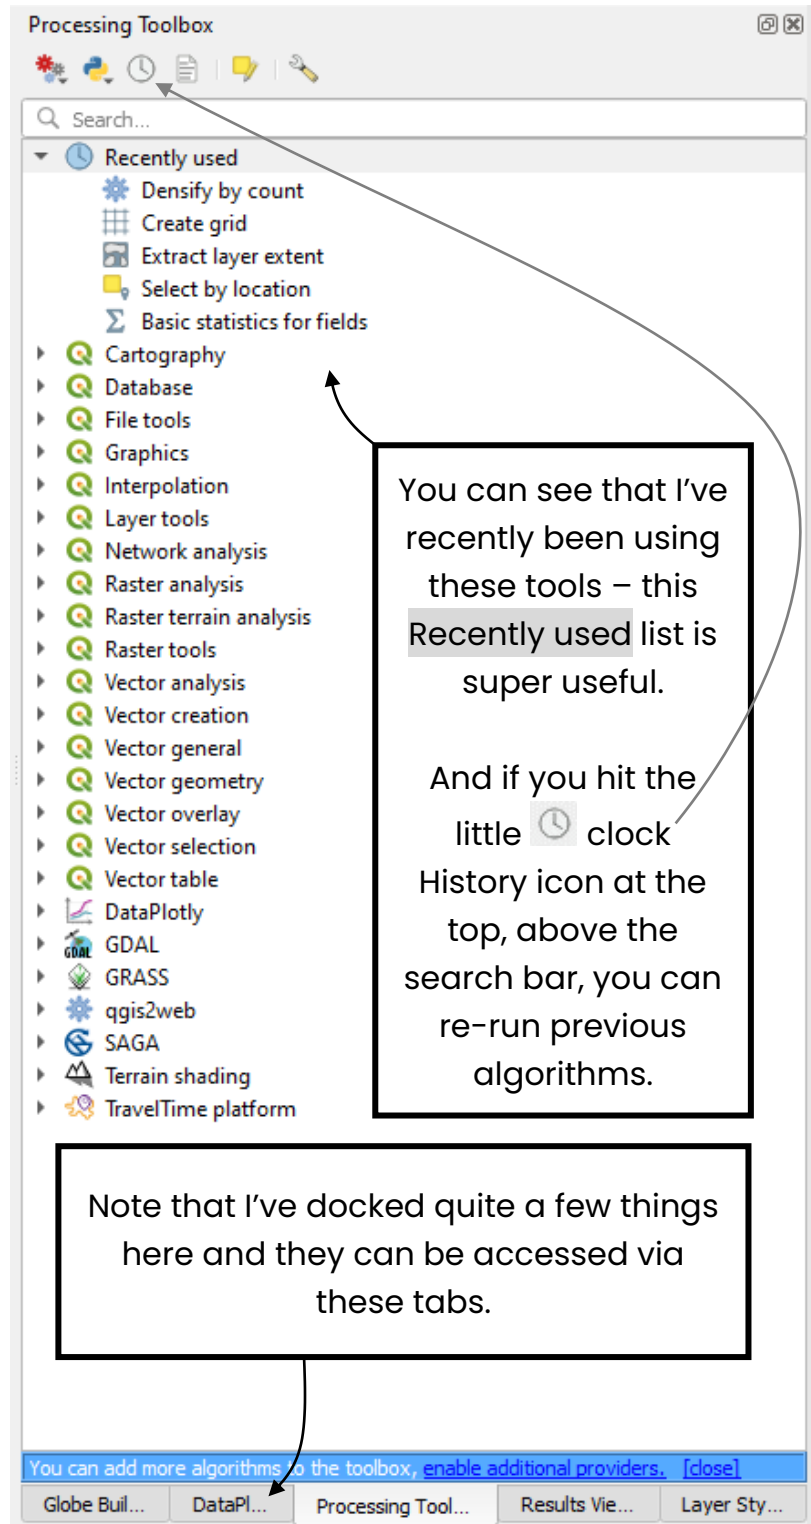 Processing Toolbox
Search...
Recently used
Densify by count
Create grid
Extract layer extent
Select by location
Basic statistics for fields
Cartography
Database
File tools
Graphics
Interpolation
Layer tools
Network analysis
Raster analysis
Raster terrain analysis
Raster tools
Vector analysis
Vector creation
Vector general
Vector geometry
Vector overlay
Vector selection
Vector table
DataPlotly
GDAL
GRASS
qgis2web
SAGA
Terrain shading
TravelTime platform
You can see that I’ve
recently been using
these tools – this
Recently used list is
super useful.
And if you hit the
little clock
History icon at the
top, above the
search bar, you can
re-run previous
algorithms.
Note that I’ve docked quite a few things
here and they can be accessed via
these tabs.
You can add more algorithms to the toolbox, enable additional providers. [close]
Globe Buil... DataPl... Processing Tool... Results Vie... Layer Sty...